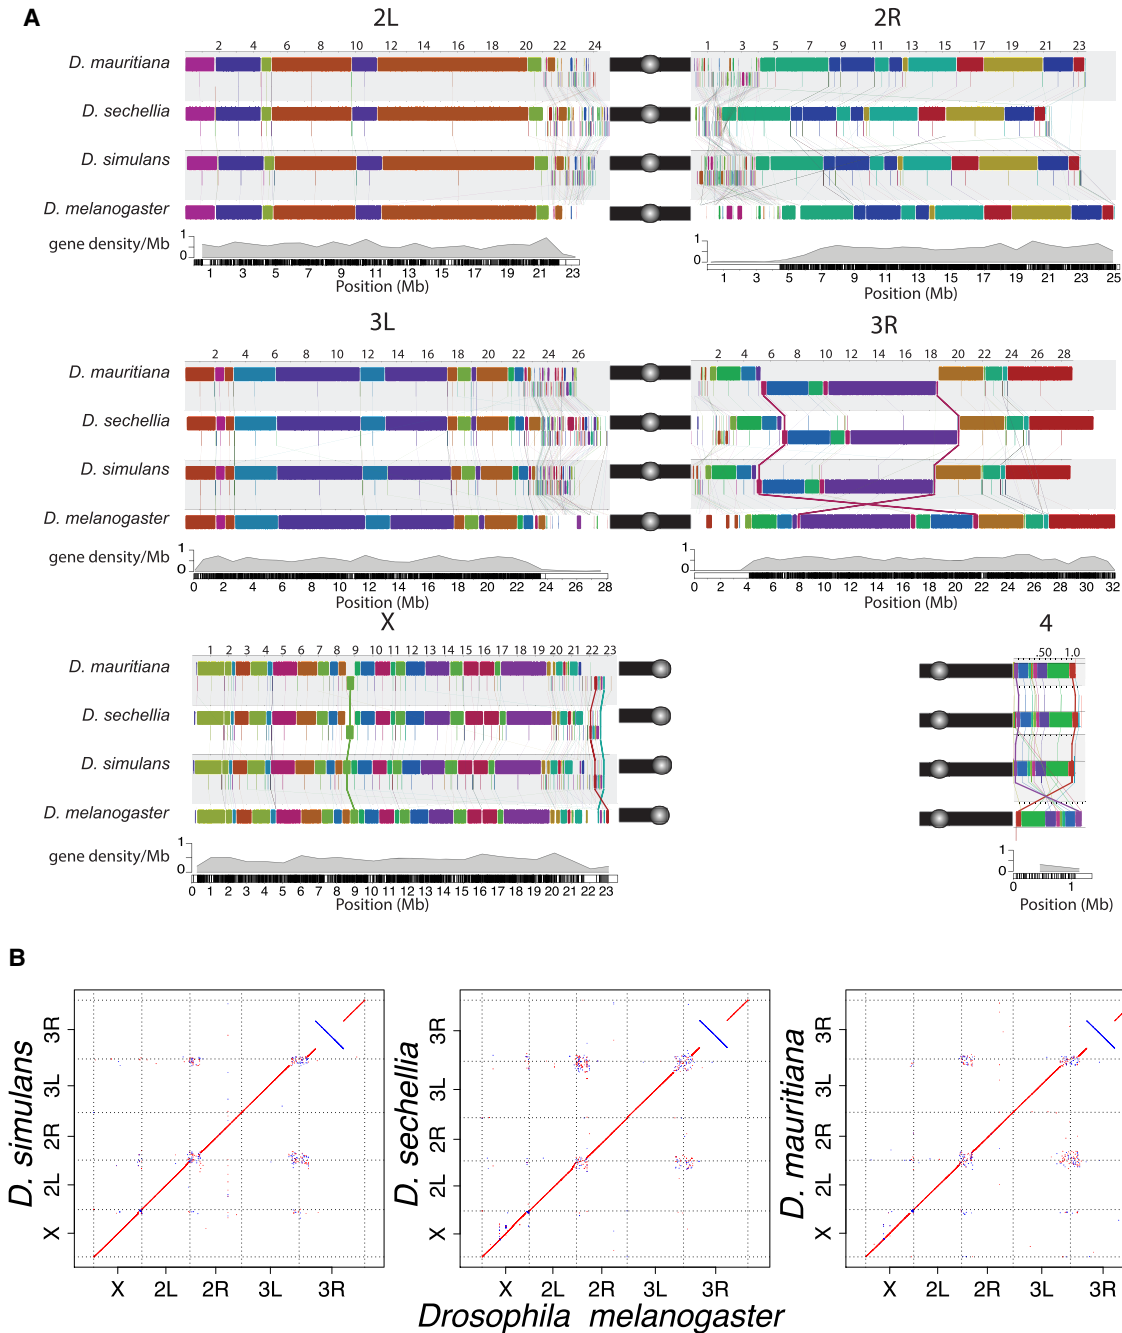 A
2L 2R
2 4 6 8 10 12 14 16 18 20 22 24 1 3 5 7 9 11 13 15 17 19 21 23
D. mauritiana
D. sechellia
D. simulans
D. melanogaster
gene density/Mb 1 0 1 0
1 3 5 7 9 11 13 15 17 19 21 23 1 3 5 7 9 11 13 15 17 19 21 23 25
Position (Mb) Position (Mb)
3L 3R
2 4 6 8 10 12 14 16 18 20 22 24 26 2 4 6 8 10 12 14 16 18 20 22 24 26 28
D. mauritiana
D. sechellia
D. simulans
D. melanogaster
gene density/Mb 1 0 1 0
0 2 4 6 8 10 12 14 16 18 20 22 24 26 28 0 2 4 6 8 10 12 14 16 18 20 22 24 26 28 30 32
Position (Mb) Position (Mb)
X 4
1 2 3 4 5 6 7 8 9 10 11 12 13 14 15 16 17 18 19 20 21 22 23 .50 1.0
D. mauritiana
D. sechellia
D. simulans
D. melanogaster
gene density/Mb 1 0 1 0
0 1 2 3 4 5 6 7 8 9 10 11 12 13 14 15 16 17 18 19 20 21 22 23 0 1
Position (Mb) Position (Mb)
B
D. simulans
X 2L 2R 3L 3R
X 2L 2R 3L 3R
D. sechellia
X 2L 2R 3L 3R
X 2L 2R 3L 3R
D. mauritiana
X 2L 2R 3L 3R
X 2L 2R 3L 3R
Drosophila melanogaster